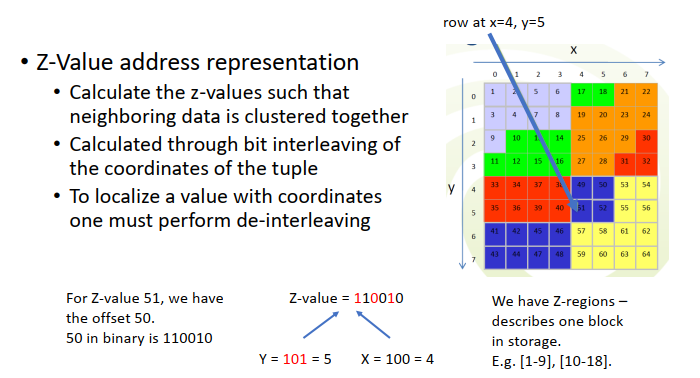 row at x=4, y=5
• Z-Value address representation
• Calculate the z-values such that
neighboring data is clustered together
• Calculated through bit interleaving of
the coordinates of the tuple
• To localize a value with coordinates
one must perform de-interleaving
X
0 1 2 3 4 5 6 7
0 1 2 5 6 17 18 21 22
1 3 4 7 8 19 20 23 24
2 9 10 14 25 26 29 30
3 11 12 15 16 27 28 31 32
y
4 33 34 37 49 50 53 54
5 35 36 39 40 51 52 55 56
6 41 42 45 46 57 58 61 62
7 43 44 47 48 59 60 63 64
For Z-value 51, we have
the offset 50.
50 in binary is 110010
Z-value = 110010
Y = 101 = 5 X = 100 = 4
We have Z-regions –
describes one block
in storage.
E.g. [1-9], [10-18].